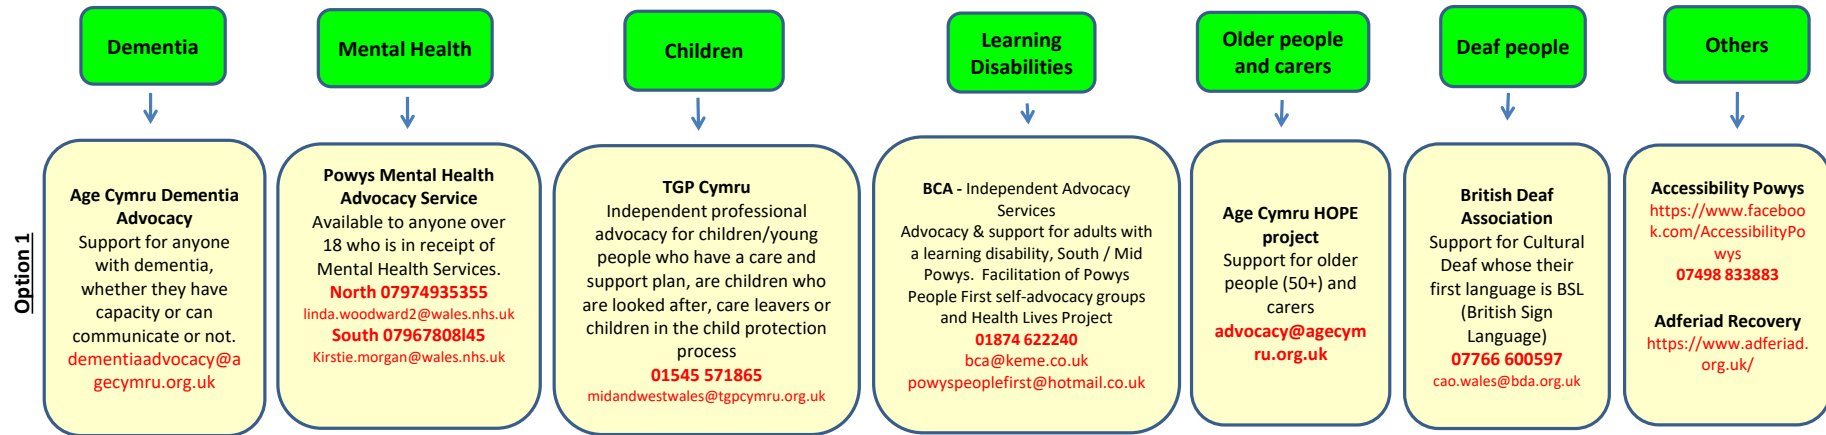 Dementia
Mental Health
Children
Learning
Disabilities
Older people
and carers
Deaf people
Others
Option 1
Age Cymru Dementia
Advocacy
Support for anyone
with dementia,
whether they have
capacity or can
communicate or not.
dementiaadvocacy@a
gecymru.org.uk
Powys Mental Health
Advocacy Service
Available to anyone over
18 who is in receipt of
Mental Health Services.
North 07974935355
linda.woodward2@wales.nhs.uk
South 07967808l45
Kirstie.morgan@wales.nhs.uk
TGP Cymru
Independent professional
advocacy for children/young
people who have a care and
support plan, are children who
are looked after, care leavers or
children in the child protection
process
01545 571865
midandwestwales@tgpcymru.org.uk
BCA - Independent Advocacy
Services
Advocacy & support for adults with
a learning disability, South / Mid
Powys. Facilitation of Powys
People First self-advocacy groups
and Health Lives Project
01874 622240
bca@keme.co.uk
powyspeoplefirst@hotmail.co.uk
Age Cymru HOPE
project
Support for older
people (50+) and
carers
advocacy@agecym
ru.org.uk
British Deaf
Association
Support for Cultural
Deaf whose their
first language is BSL
(British Sign
Language)
07766 600597
cao.wales@bda.org.uk
Accessibility Powys
https://www.faceboo
k.com/AccessibilityPo
wys
07498 833883
Adferiad Recovery
https://www.adferiad.
org.uk/